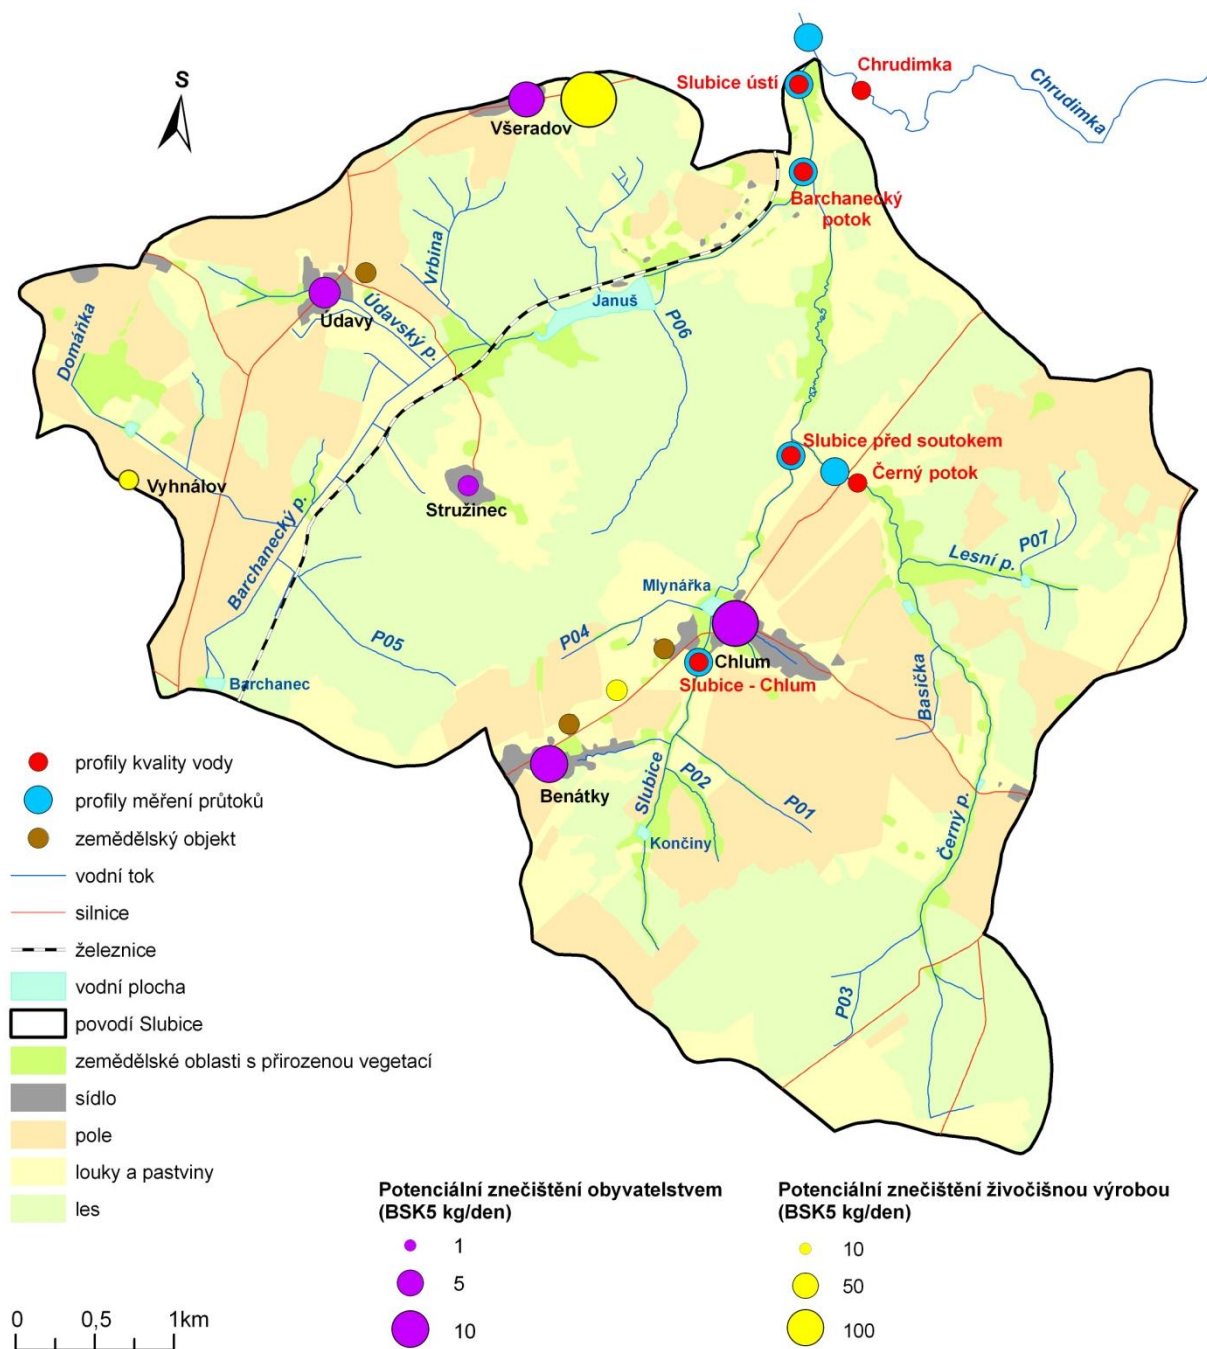 S
Chrudimka
Slubice ústí
Chrudimka
Všeradov
Barchanecký
potok
Vrbina
Januš
P06
Údavy
Údavský p.
Domáňka
Slubice před soutokem
Černý potok
Vyhnálov
Stružinec
Barchanecký p.
P07
Lesní p.
Mlynářka
P04
P05
Chlum
Slubice - Chlum
Barchanec
Basička
Slubice
P02
P01
Benátky
Končiny
Černý p.
P03
profily kvality vody
profily měření průtoků
zemědělský objekt
vodní tok
silnice
železnice
vodní plocha
povodí Slubice
zemědělské oblasti s přirozenou vegetací
sídlo
pole
louky a pastviny
les
Potenciální znečištění obyvatelstvem
(BSK5 kg/den)
1
5
10
Potenciální znečištění živočišnou výrobou
(BSK5 kg/den)
10
50
100
0 0,5 1km